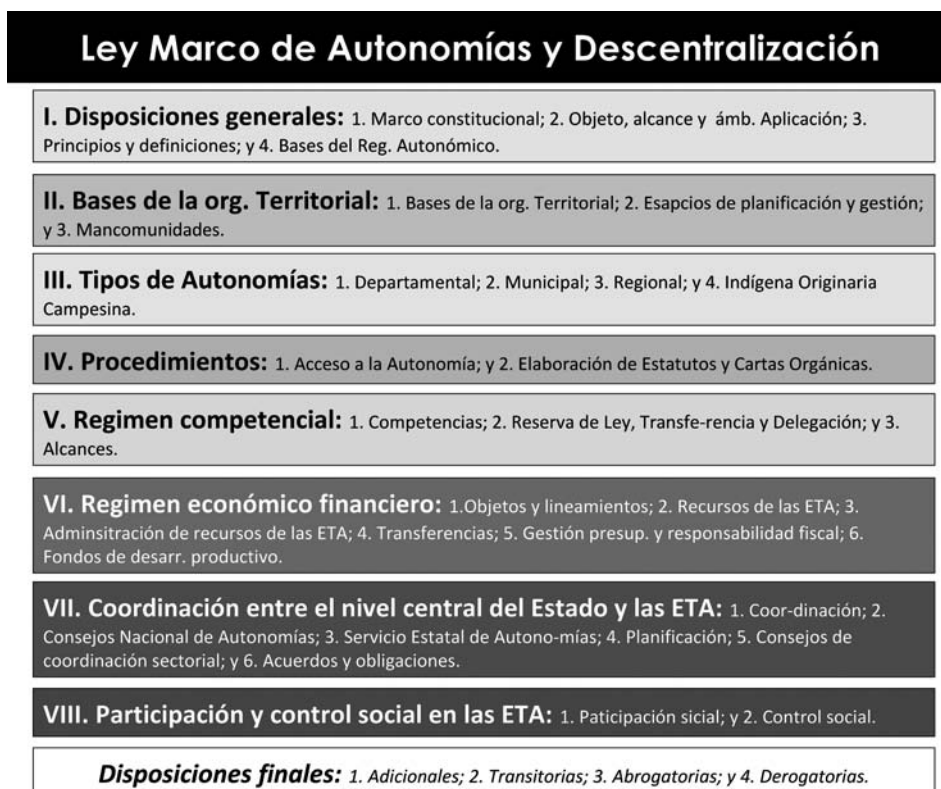 Ley Marco de Autonomías y Descentralización
I. Disposiciones generales: 1. Marco constitucional; 2. Objeto, alcance y ámb. Aplicación; 3.
Principios y definiciones; y 4. Bases del Reg. Autonómico.
II. Bases de la org. Territorial: 1. Bases de la org. Territorial; 2. Esapcios de planificación y gestión;
y 3. Mancomunidades.
III. Tipos de Autonomías: 1. Departamental; 2. Municipal; 3. Regional; y 4. Indígena Originaria
Campesina.
IV. Procedimientos: 1. Acceso a la Autonomía; y 2. Elaboración de Estatutos y Cartas Orgánicas.
V. Regimen competencial: 1. Competencias; 2. Reserva de Ley, Transfe-rencia y Delegación; y 3.
Alcances.
VI. Regimen económico financiero: 1.Objetos y lineamientos; 2. Recursos de las ETA; 3.
Adminsitración de recursos de las ETA; 4. Transferencias; 5. Gestión presup. y responsabilidad fiscal; 6.
Fondos de desarr. productivo.
VII. Coordinación entre el nivel central del Estado y las ETA: 1. Coor-dinación; 2.
Consejos Nacional de Autonomías; 3. Servicio Estatal de Autono-mías; 4. Planificación; 5. Consejos de
coordinación sectorial; y 6. Acuerdos y obligaciones.
VIII. Participación y control social en las ETA: 1. Paticipación sicial; y 2. Control social.
Disposiciones finales: 1. Adicionales; 2. Transitorias; 3. Abrogatorias; y 4. Derogatorias.